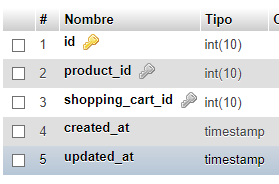 # Nombre Tipo
1 id int(10)
2 product_id int(10)
3 shopping_cart_id int(10)
4 created_at timestamp
5 updated_at timestamp